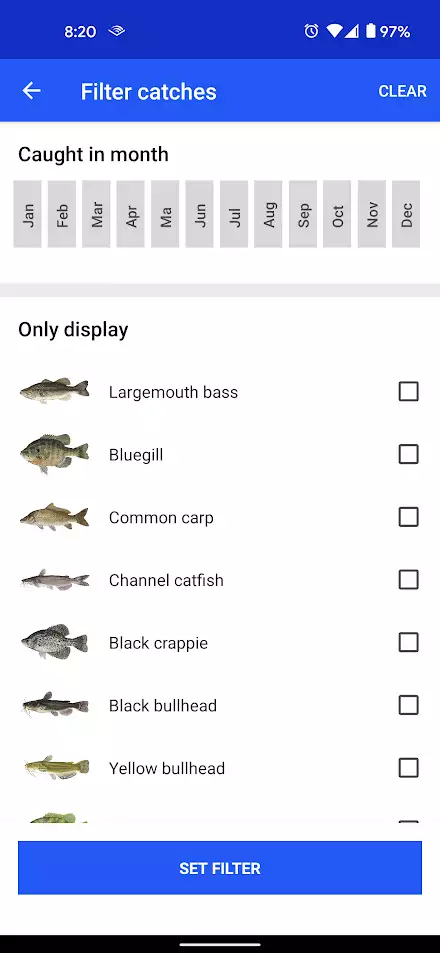 8:20 97%
Filter catches CLEAR
Caught in month
Jan Feb Mar Apr Ma Jun Jul Aug Sep Oct Nov Dec
Only display
Largemouth bass
Bluegill
Common carp
Channel catfish
Black crappie
Black bullhead
Yellow bullhead
SET FILTER